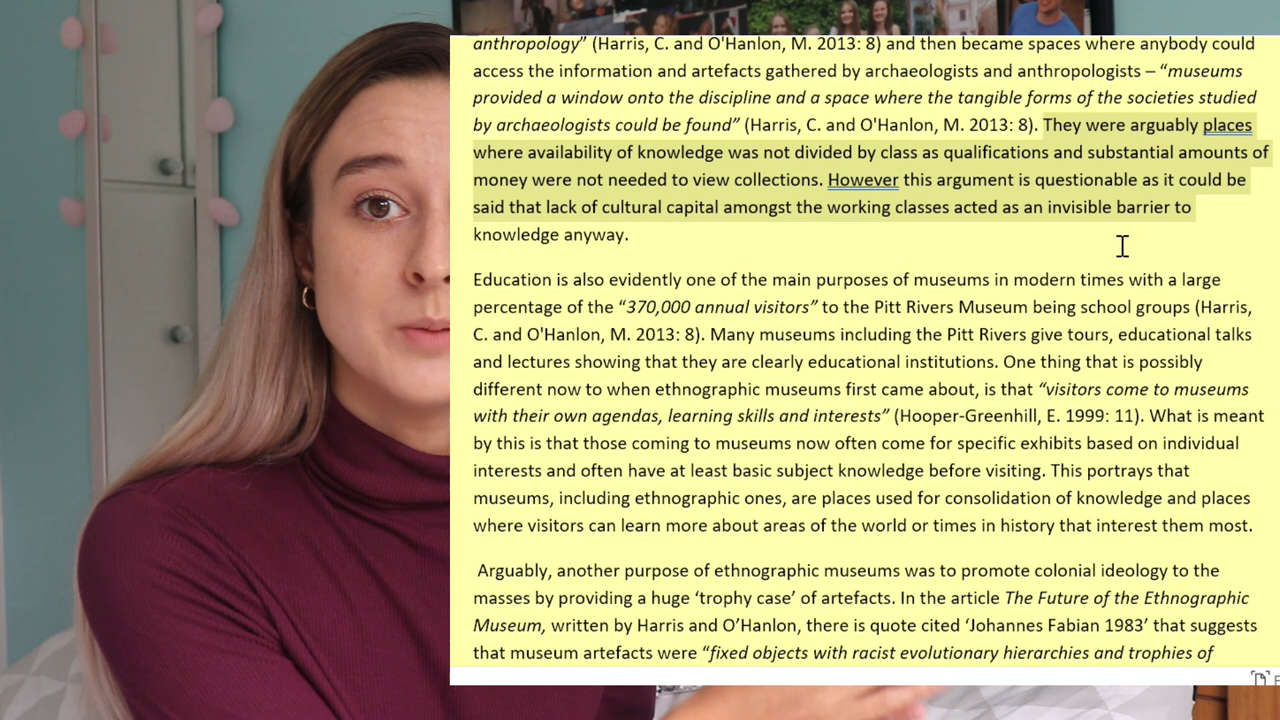 anthropology” (Harris, C. and O'Hanlon, M. 2013: 8) and then became spaces where anybody could
access the information and artefacts gathered by archaeologists and anthropologists – “museums
provided a window onto the discipline and a space where the tangible forms of the societies studied
by archaeologists could be found” (Harris, C. and O'Hanlon, M. 2013: 8). They were arguably places
where availability of knowledge was not divided by class as qualifications and substantial amounts of
money were not needed to view collections. However this argument is questionable as it could be
said that lack of cultural capital amongst the working classes acted as an invisible barrier to
knowledge anyway.
Education is also evidently one of the main purposes of museums in modern times with a large
percentage of the “370,000 annual visitors” to the Pitt Rivers Museum being school groups (Harris,
C. and O'Hanlon, M. 2013: 8). Many museums including the Pitt Rivers give tours, educational talks
and lectures showing that they are clearly educational institutions. One thing that is possibly
different now to when ethnographic museums first came about, is that “visitors come to museums
with their own agendas, learning skills and interests” (Hooper-Greenhill, E. 1999: 11). What is meant
by this is that those coming to museums now often come for specific exhibits based on individual
interests and often have at least basic subject knowledge before visiting. This portrays that
museums, including ethnographic ones, are places used for consolidation of knowledge and places
where visitors can learn more about areas of the world or times in history that interest them most.
Arguably, another purpose of ethnographic museums was to promote colonial ideology to the
masses by providing a huge ‘trophy case’ of artefacts. In the article The Future of the Ethnographic
Museum, written by Harris and O’Hanlon, there is quote cited ‘Johannes Fabian 1983’ that suggests
that museum artefacts were “fixed objects with racist evolutionary hierarchies and trophies of